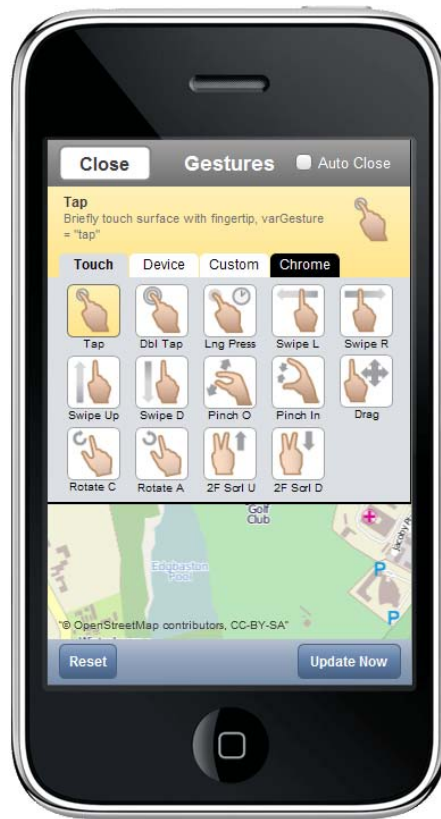 Close Gestures Auto Close
Tap
Briefly touch surface with fingertip, varGesture
= "tap"
Touch Device Custom Chrome
Tap Dbl Tap Lng Press Swipe L Swipe R
Swipe Up Swipe D Pinch O Pinch In Drag
Rotate C Rotate A 2F Scrl U 2F Scrl D
Golf
Club
Jacoby
Edgbaston
Pool
P
"© OpenStreetMap contributors, CC-BY-SA"
P
Reset Update Now